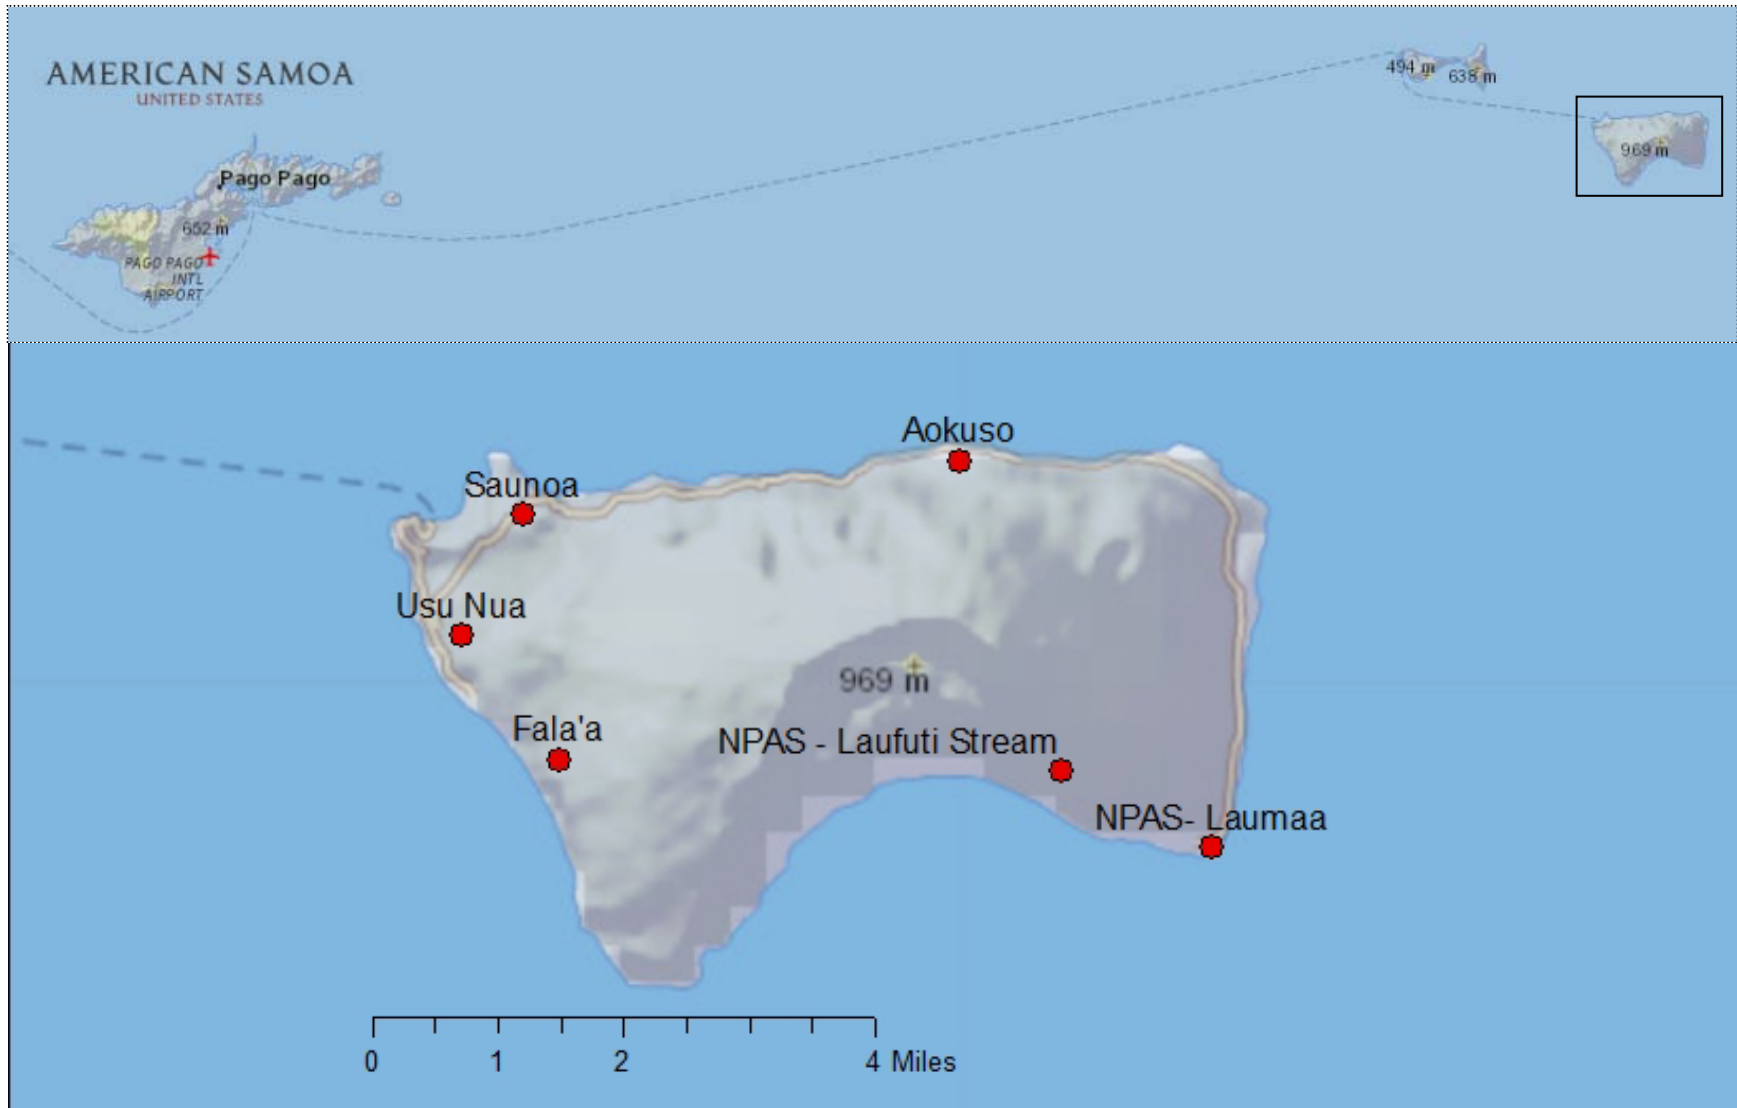 AMERICAN SAMOA
UNITED STATES
494 m
638 m
969 m
Pago Pago
652 m
PAGO PAGO
INTL
AIRPORT
Aokuso
Saunoa
Usu Nua
969 m
Fala'a
NPAS - Laufuti Stream
NPAS- Laumaa
0 1 2 4 Miles